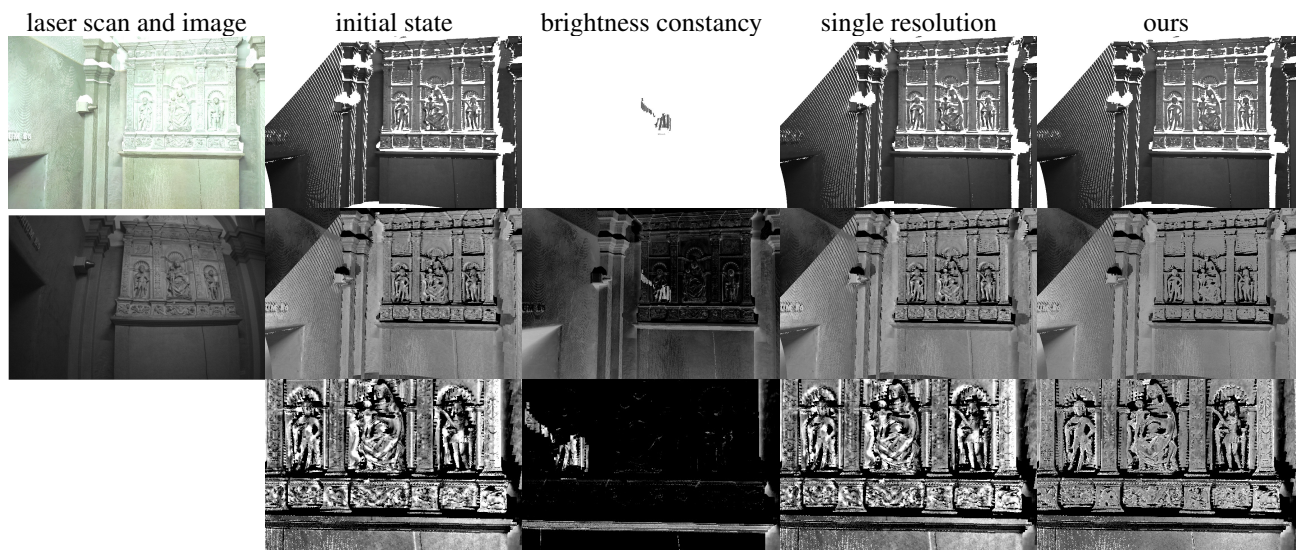 laser scan and image
initial state
brightness constancy
single resolution
ours